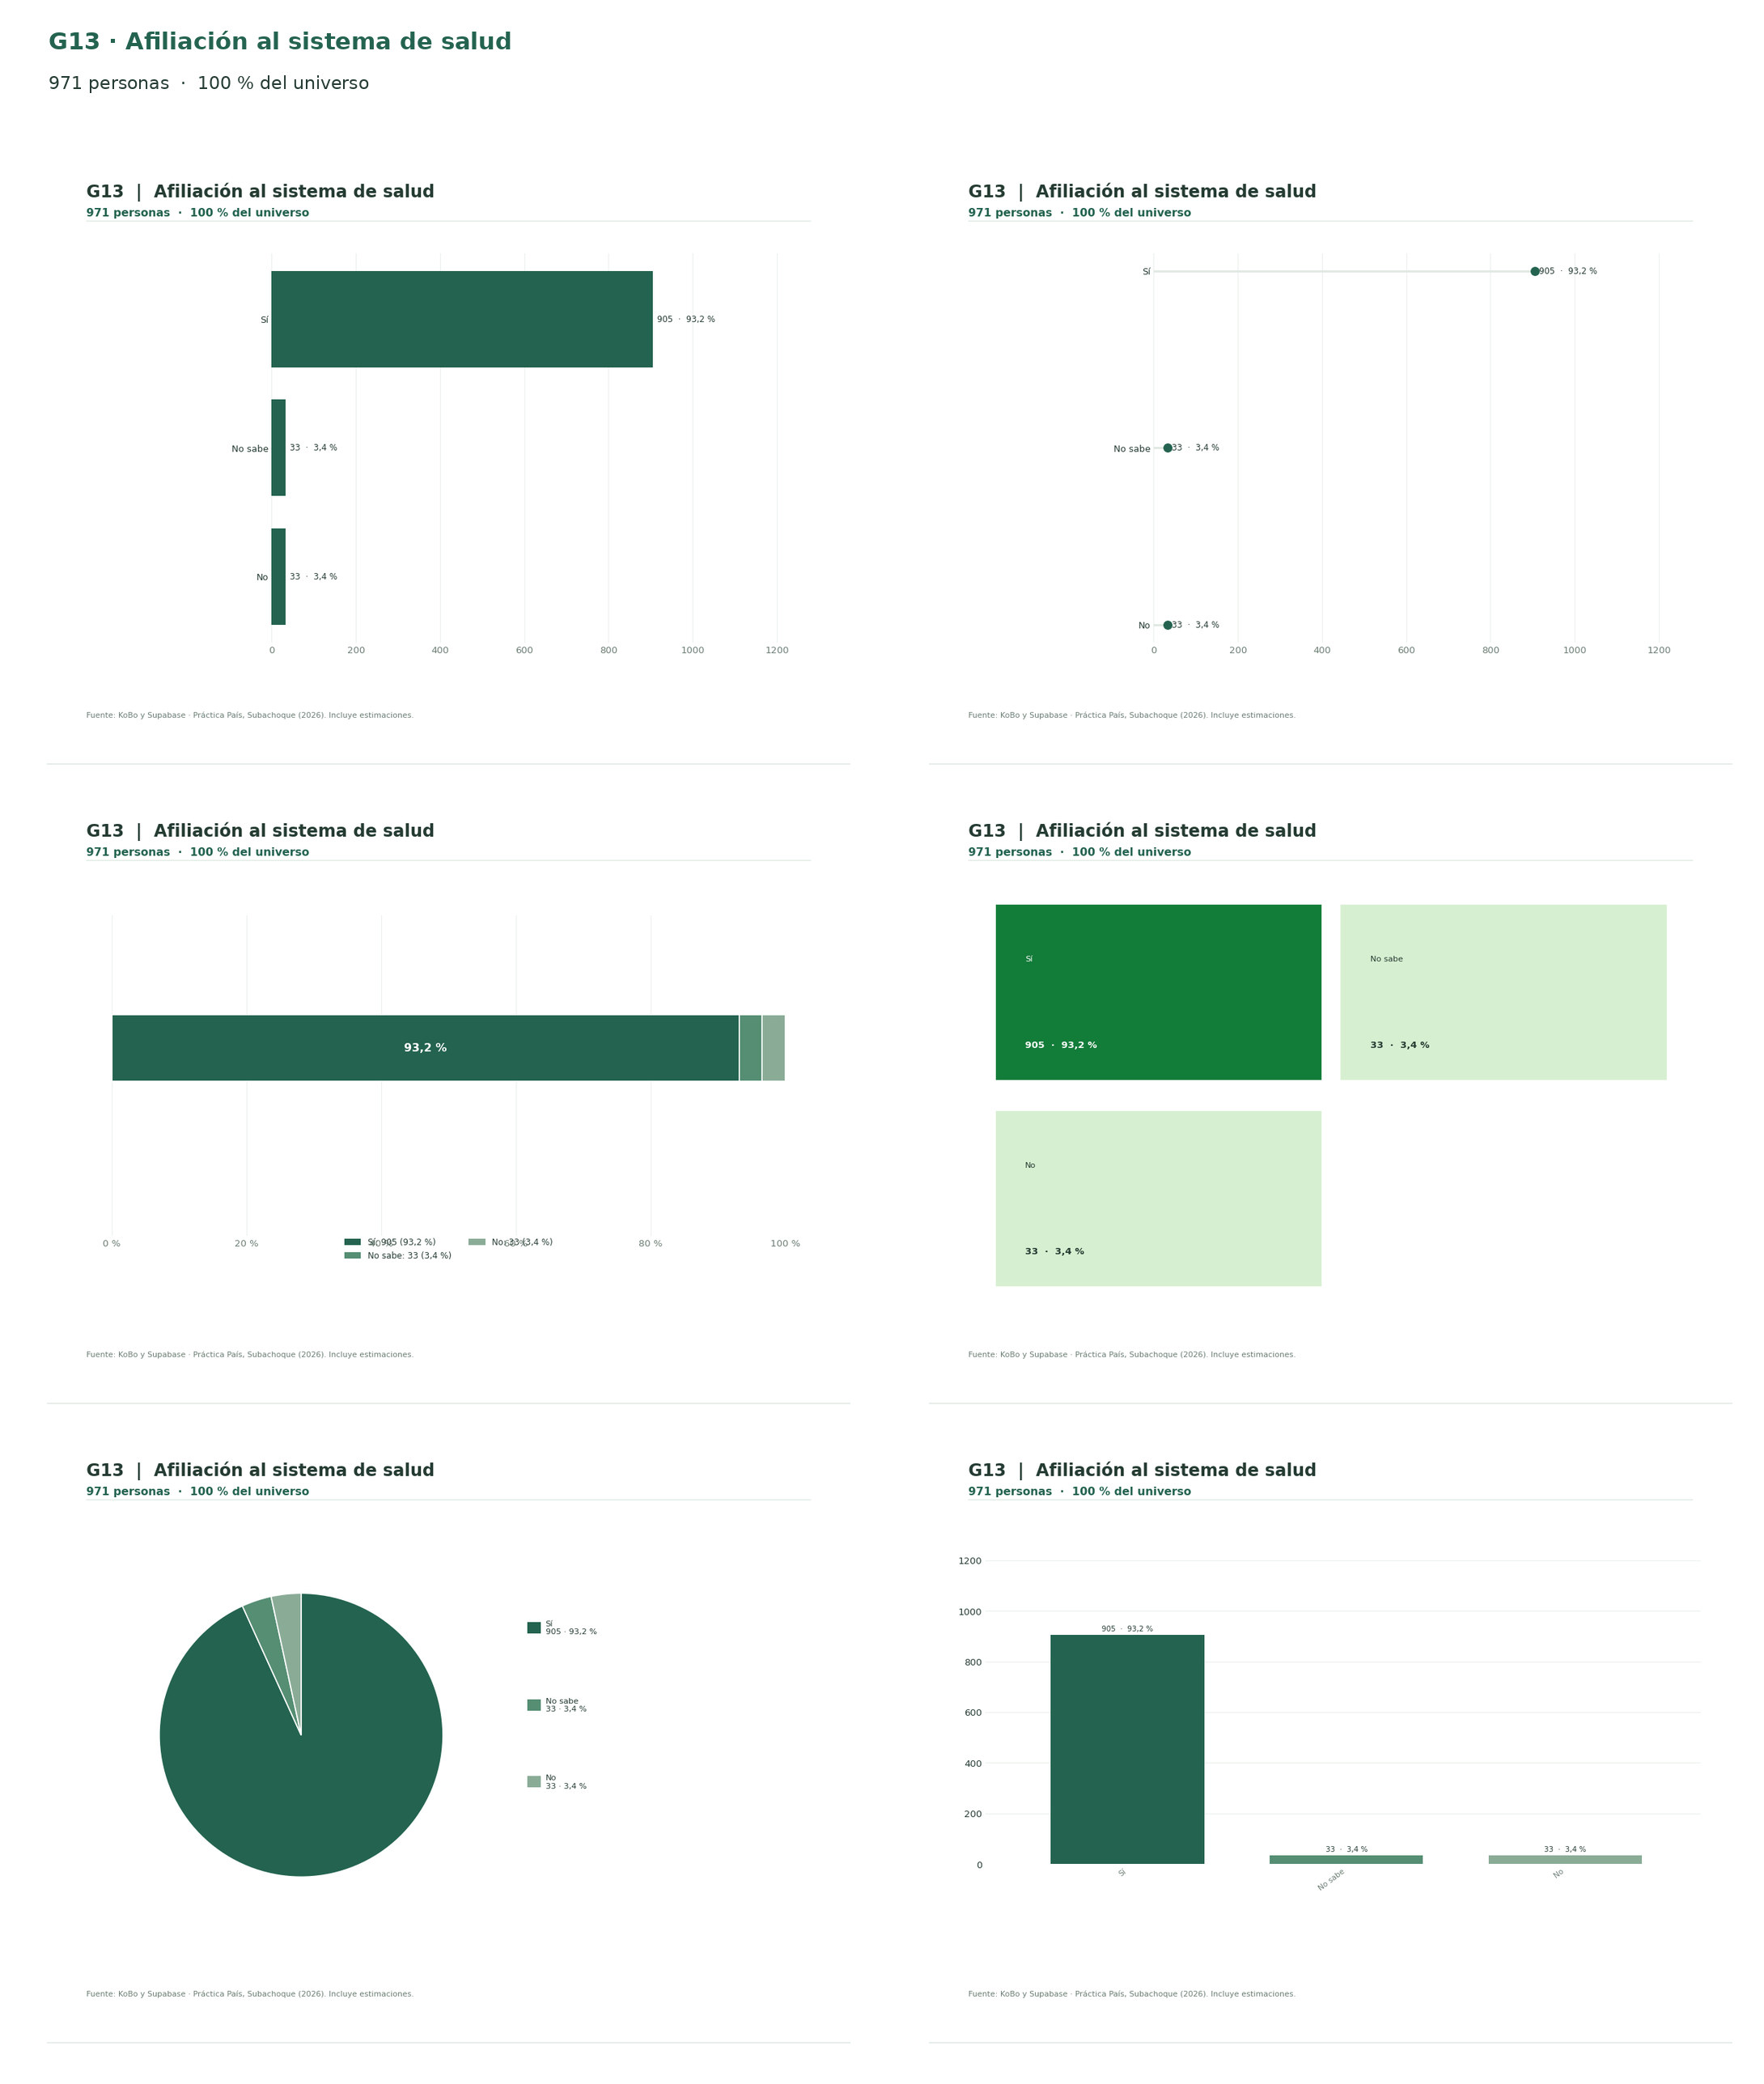 G13 · Afiliación al sistema de salud
971 personas · 100 % del universo
G13 | Afiliación al sistema de salud
971 personas · 100 % del universo
Sí
905 · 93,2 %
No sabe
33 · 3,4 %
No
33 · 3,4 %
0 200 400 600 800 1000 1200
Fuente: KoBo y Supabase · Práctica País, Subachoque (2026). Incluye estimaciones.
G13 | Afiliación al sistema de salud
971 personas · 100 % del universo
Sí
905 · 93,2 %
No sabe
33 · 3,4 %
No
33 · 3,4 %
0 200 400 600 800 1000 1200
Fuente: KoBo y Supabase · Práctica País, Subachoque (2026). Incluye estimaciones.
G13 | Afiliación al sistema de salud
971 personas · 100 % del universo
93,2 %
0 % 20 % 40 % 60 % 80 % 100 %
Sí: 905 (93,2 %) No: 33 (3,4 %)
No sabe: 33 (3,4 %)
Fuente: KoBo y Supabase · Práctica País, Subachoque (2026). Incluye estimaciones.
G13 | Afiliación al sistema de salud
971 personas · 100 % del universo
Sí
905 · 93,2 %
No sabe
33 · 3,4 %
No
33 · 3,4 %
Fuente: KoBo y Supabase · Práctica País, Subachoque (2026). Incluye estimaciones.
G13 | Afiliación al sistema de salud
971 personas · 100 % del universo
Sí
905 · 93,2 %
No sabe
33 · 3,4 %
No
33 · 3,4 %
Fuente: KoBo y Supabase · Práctica País, Subachoque (2026). Incluye estimaciones.
G13 | Afiliación al sistema de salud
971 personas · 100 % del universo
1200
1000
800
600
400
200
0
905 · 93,2 %
33 · 3,4 %
33 · 3,4 %
Sí
No sabe
No
Fuente: KoBo y Supabase · Práctica País, Subachoque (2026). Incluye estimaciones.